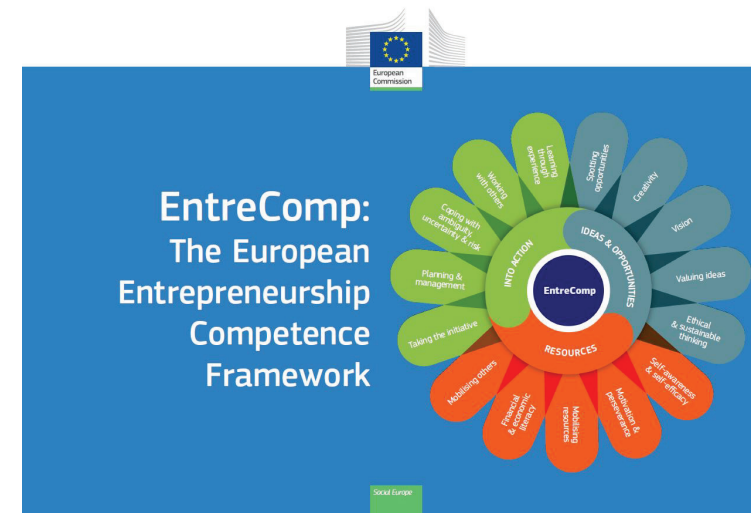 European
Commission
EntreComp:
The European
Entrepreneurship
Competence
Framework
EntreComp
IDEAS & OPPORTUNITIES
RESOURCES
INTO ACTION
Spotting
opportunities
Creativity
Vision
Valuing ideas
Ethical
& sustainable
thinking
Self-awareness
& self-efficacy
Motivation &
perseverance
Mobilising
resources
Financial
& economic
literacy
Mobilising others
Taking the initiative
Planning &
management
Coping with
ambiguity,
uncertainty & risk
Working
with others
Learning
through
experience
Social Europe